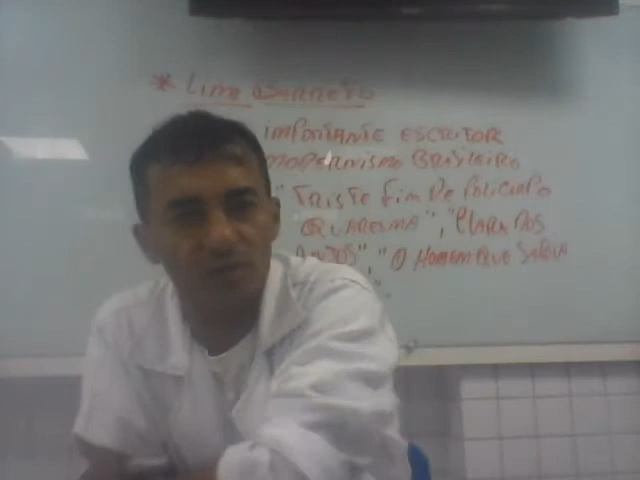 * LIMA BARRETO
IMPORTANTE ESCRITOR
MODERNISMO BRASILEIRO
"TRISTE FIM DE POLICARPO
QUARESMA", "CLARA DOS
ANJOS", "O HOMEM QUE SABIA
"